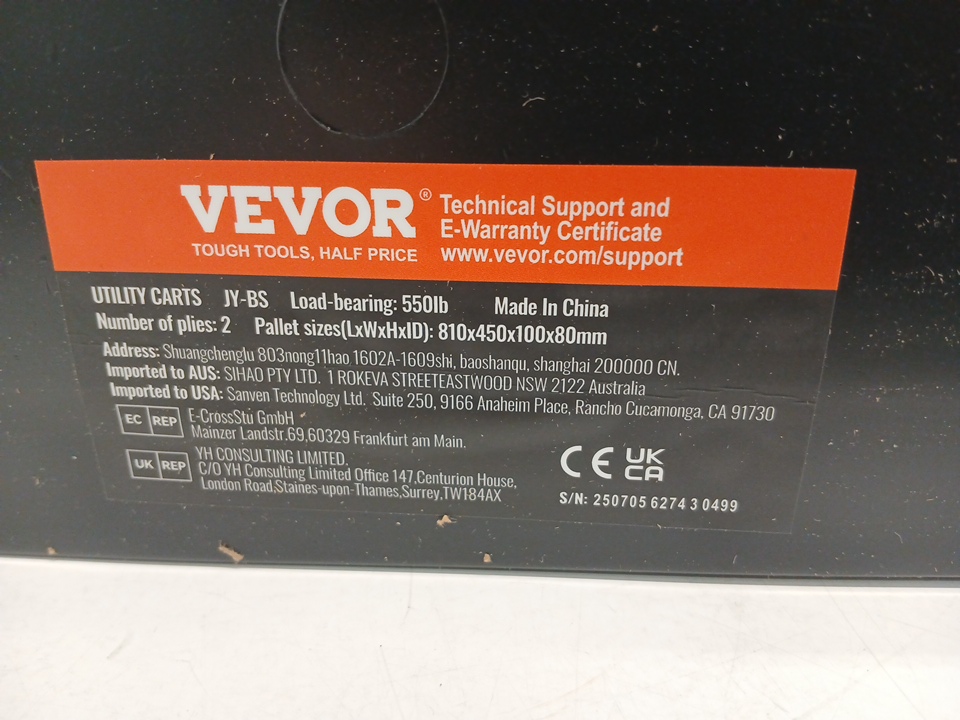 VEVOR®
TOUGH TOOLS, HALF PRICE
Technical Support and
E-Warranty Certificate
www.vevor.com/support
UTILITY CARTS JY-BS Load-bearing: 550lb Made In China
Number of plies: 2 Pallet sizes(LxWxHxID): 810x450x100x80mm
Address: Shuangchenglu 803nong11hao 1602A-1609shi, baoshanqu, shanghai 200000 CN.
Imported to AUS: SIHAO PTY LTD. 1 ROKEVA STREETEASTWOOD NSW 2122 Australia
Imported to USA: Sanven Technology Ltd. Suite 250, 9166 Anaheim Place, Rancho Cucamonga, CA 91730
EC REP
E-CrossStu GmbH
Mainzer Landstr.69,60329 Frankfurt am Main.
UK REP
YH CONSULTING LIMITED.
C/O YH Consulting Limited Office 147,Centurion House,
London Road,Staines-upon-Thames,Surrey,TW184AX
CE UK
CA
S/N: 250705 6274 3 0499